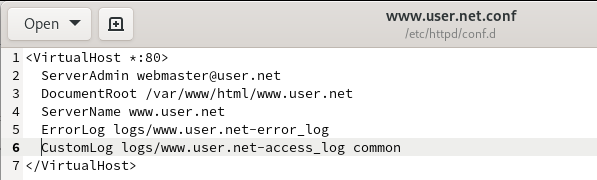 Open
www.user.net.conf
/etc/httpd/conf.d
1 <VirtualHost *:80>
2   ServerAdmin webmaster@user.net
3   DocumentRoot /var/www/html/www.user.net
4   ServerName www.user.net
5   ErrorLog logs/www.user.net-error_log
6   CustomLog logs/www.user.net-access_log common
7 </VirtualHost>